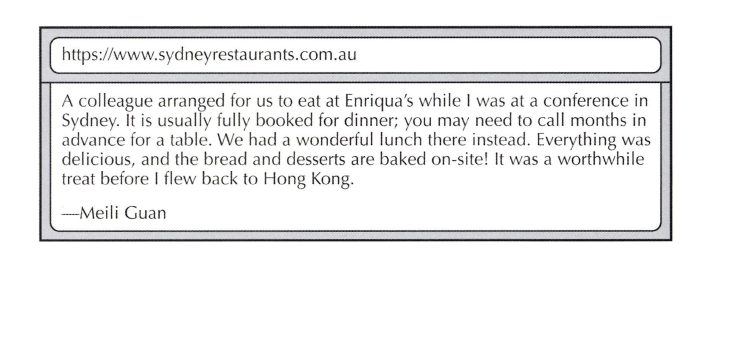 https://www.sydneyrestaurants.com.au
A colleague arranged for us to eat at Enriqua's while I was at a conference in
Sydney. It is usually fully booked for dinner; you may need to call months in
advance for a table. We had a wonderful lunch there instead. Everything was
delicious, and the bread and desserts are baked on-site! It was a worthwhile
treat before I flew back to Hong Kong.
—Meili Guan